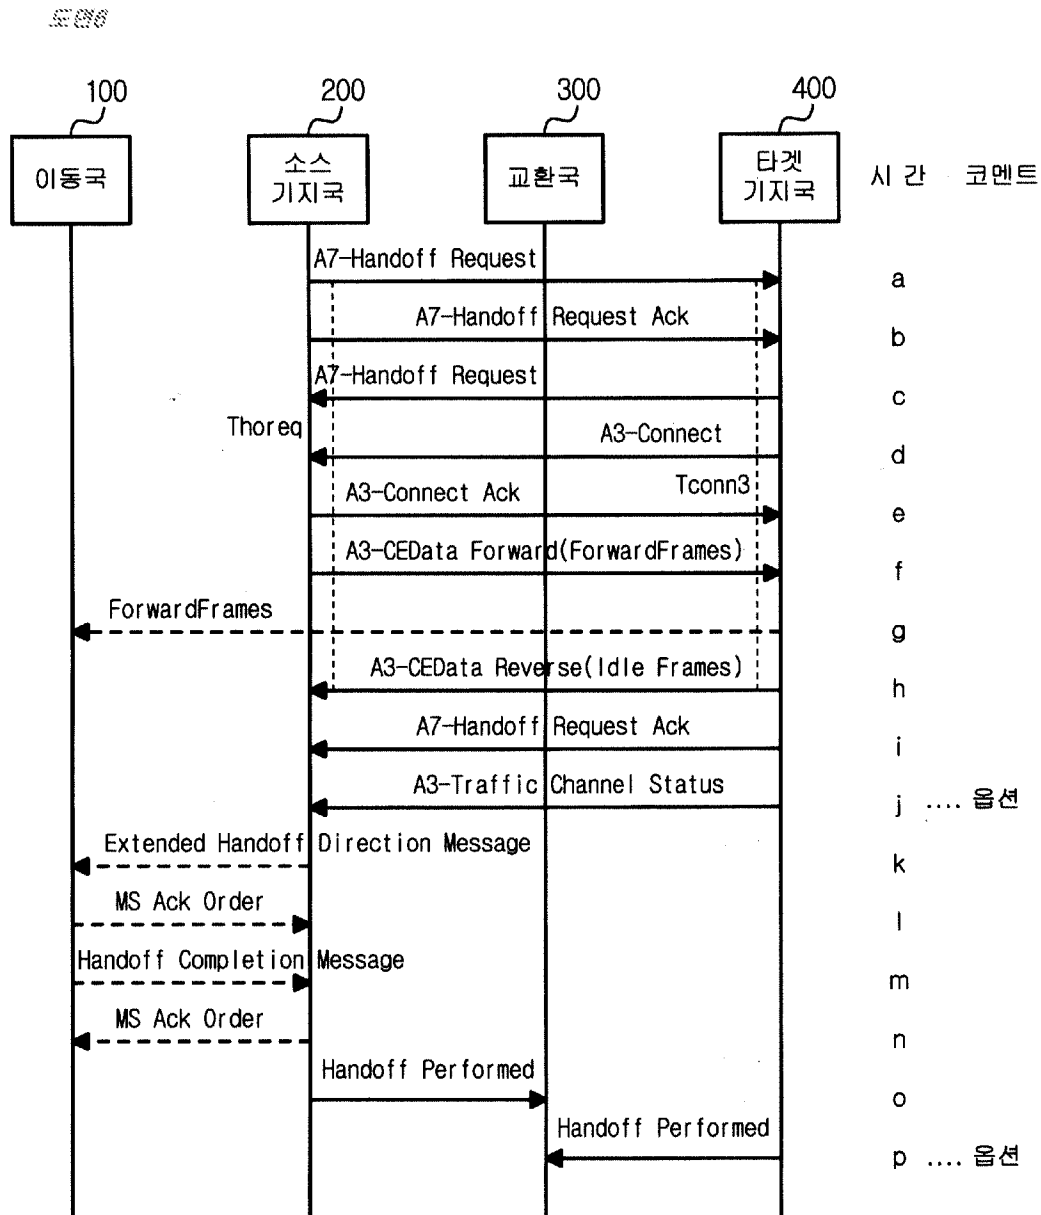 도면6
100
200
300
400
이동국
소스
기지국
교환국
타겟
기지국
시 간
코멘트
A7-Handoff Request
a
A7-Handoff Request Ack
b
A7-Handoff Request
c
Thoreq
A3-Connect
d
Tconn3
A3-Connect Ack
e
A3-CEData Forward(ForwardFrames)
f
ForwardFrames
g
A3-CEData Reverse(Idle Frames)
h
A7-Handoff Request Ack
i
A3-Traffic Channel Status
j .... 옵션
Extended Handoff Direction Message
k
MS Ack Order
l
Handoff Completion Message
m
MS Ack Order
n
Handoff Performed
o
Handoff Performed
p .... 옵션